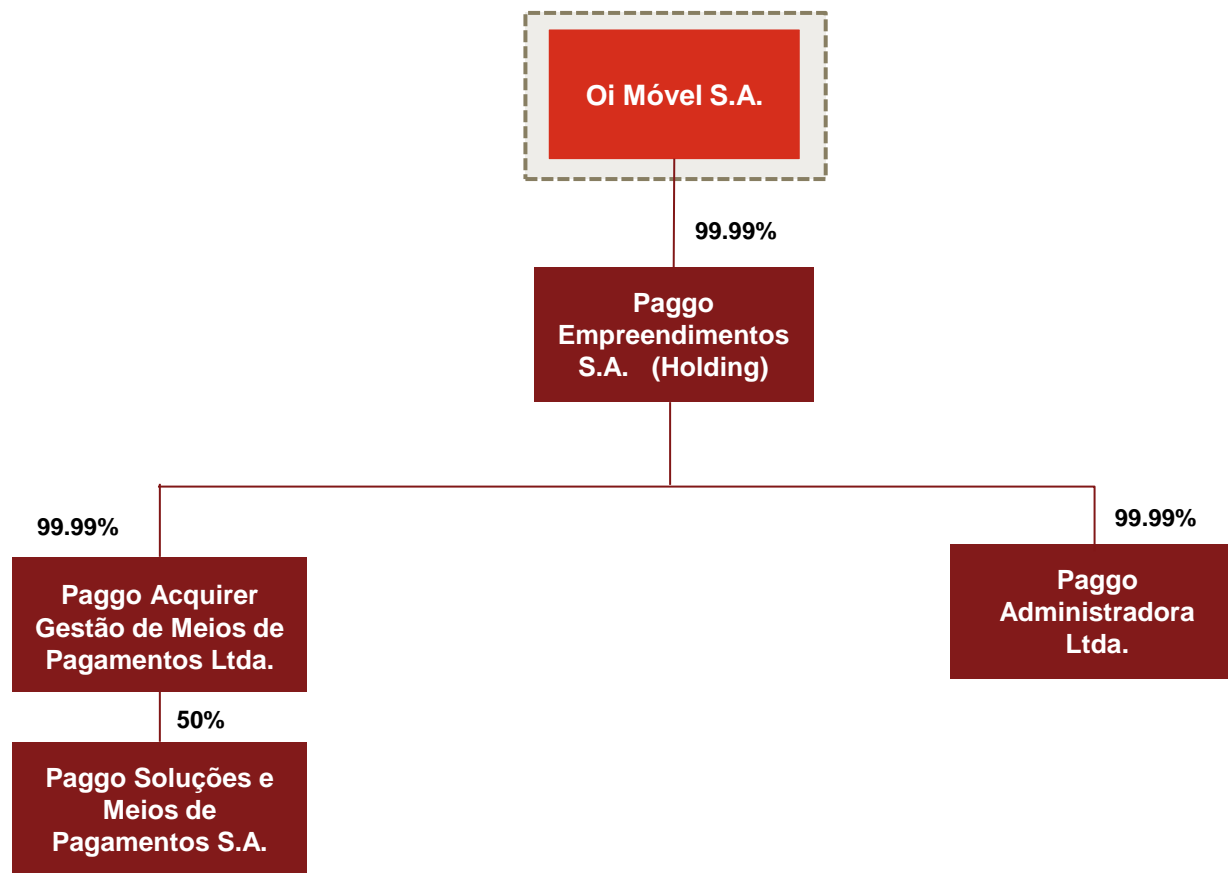 Oi Móvel S.A.
99.99%
Paggo
Empreendimentos
S.A. (Holding)
99.99%
99.99%
Paggo Acquirer
Gestão de Meios de
Pagamentos Ltda.
Paggo
Administradora
Ltda.
50%
Paggo Soluções e
Meios de
Pagamentos S.A.